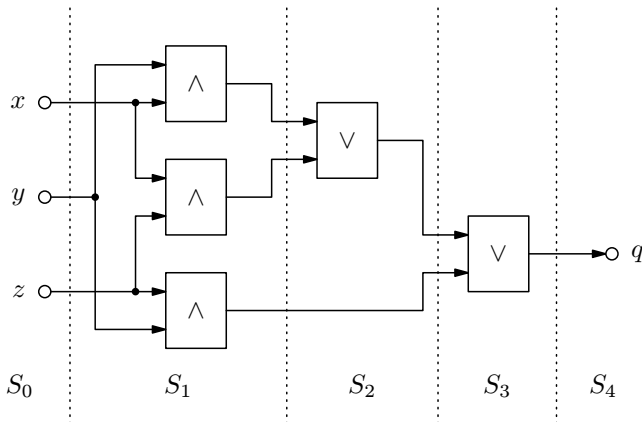 ∧
x
∨
y
∧
∨
q
z
∧
S₀ S₁ S₂ S₃ S₄